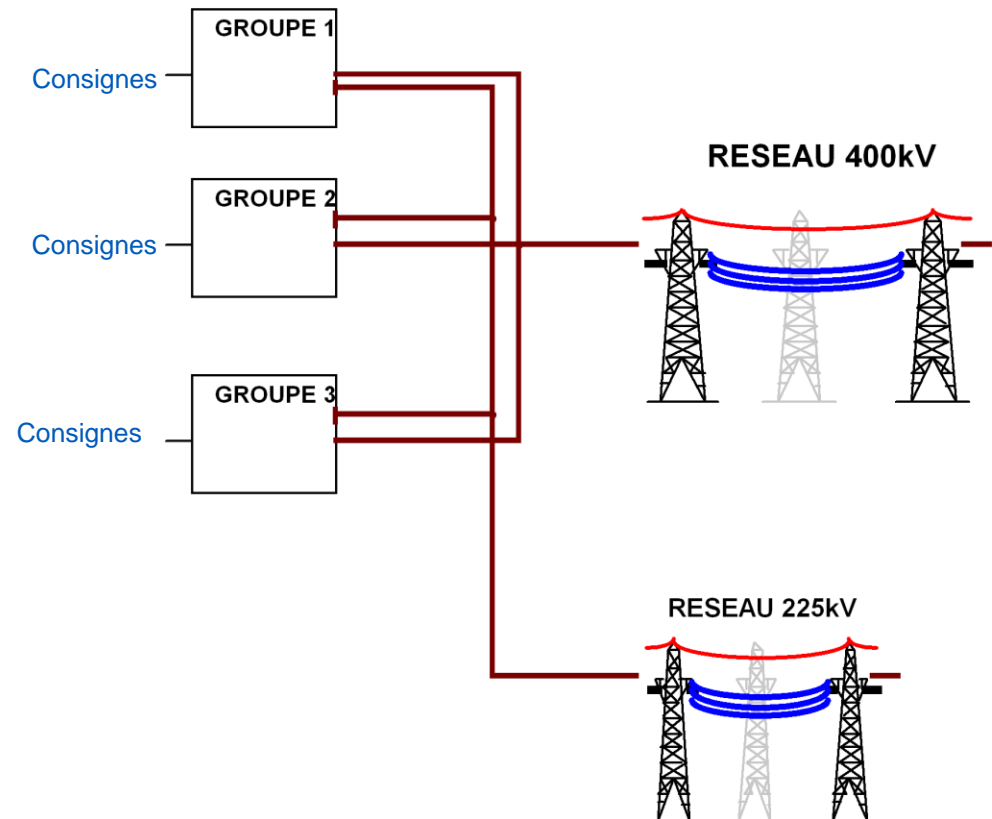 GROUPE 1
Consignes
RESEAU 400kV
GROUPE 2
Consignes
GROUPE 3
Consignes
RESEAU 225kV